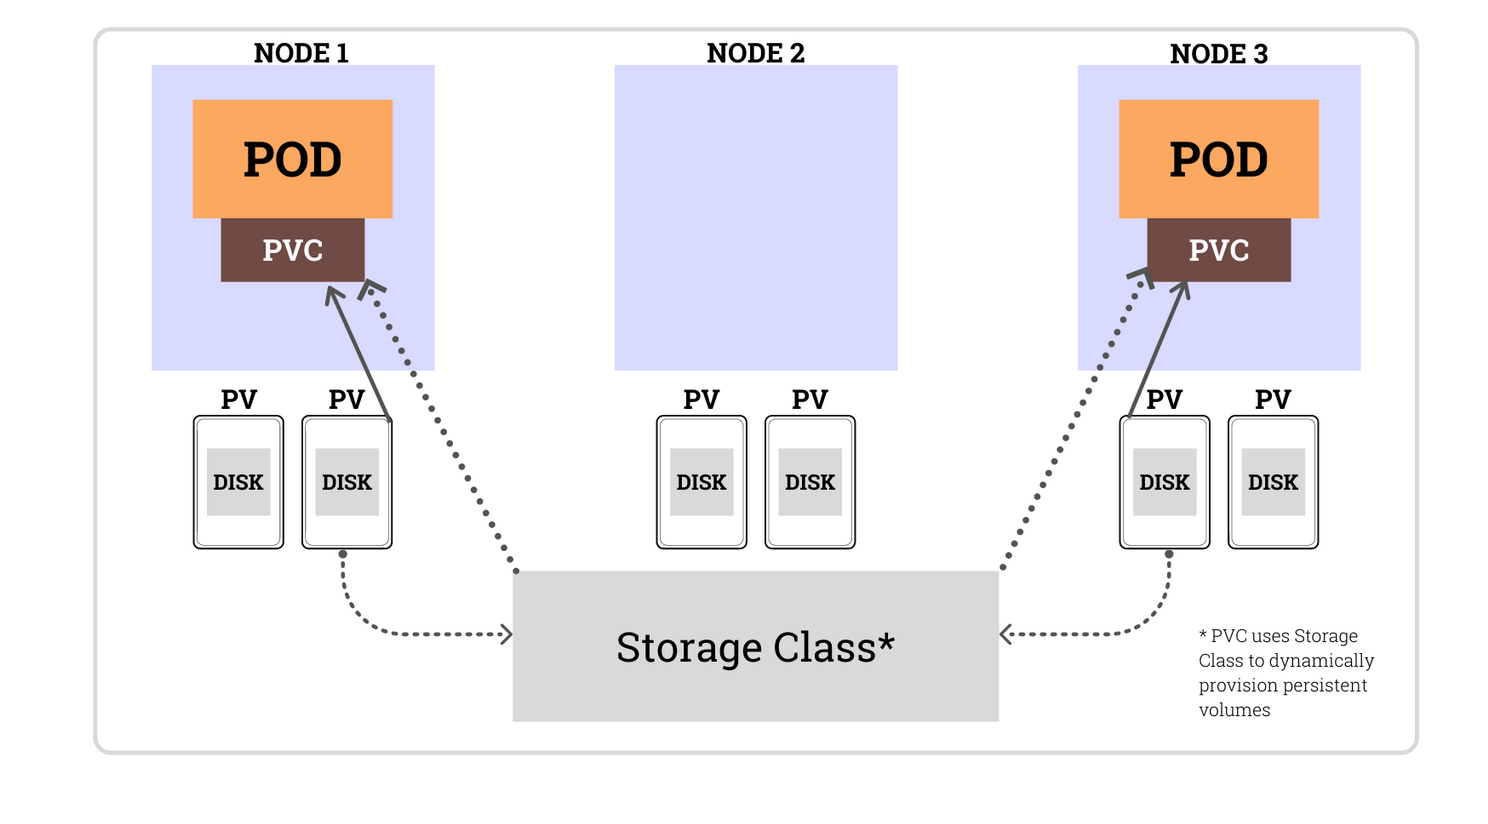 NODE 1
NODE 2
NODE 3
POD
POD
PVC
PVC
PV
PV
PV
PV
PV
PV
DISK
DISK
DISK
DISK
DISK
DISK
Storage Class*
* PVC uses Storage
Class to dynamically
provision persistent
volumes